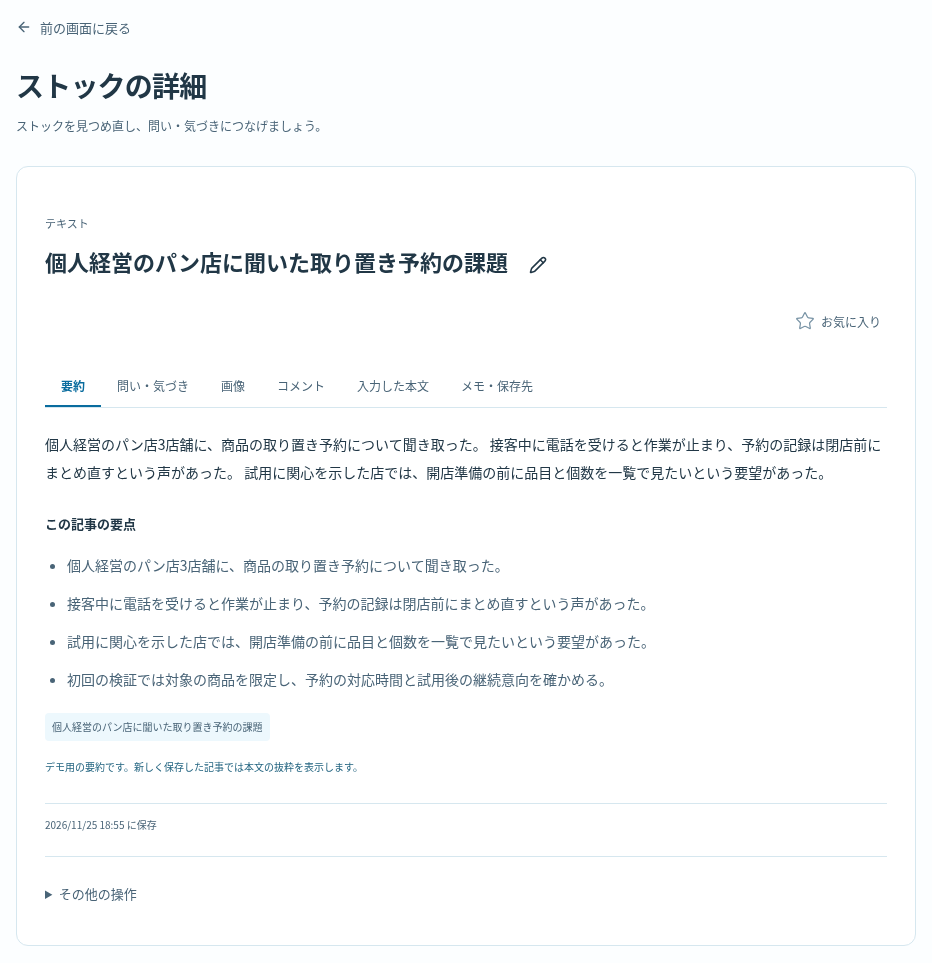 前の画面に戻る
ストックの詳細
ストックを見つめ直し、問い・気づきにつなげましょう。
テキスト
個人経営のパン店に聞いた取り置き予約の課題
お気に入り
要約 問い・気づき 画像 コメント 入力した本文 メモ・保存先
個人経営のパン店3店舗に、商品の取り置き予約について聞き取った。 接客中に電話を受けると作業が止まり、予約の記録は閉店前に
まとめ直すという声があった。 試用に関心を示した店では、開店準備の前に品目と個数を一覧で見たいという要望があった。
この記事の要点
• 個人経営のパン店3店舗に、商品の取り置き予約について聞き取った。
• 接客中に電話を受けると作業が止まり、予約の記録は閉店前にまとめ直すという声があった。
• 試用に関心を示した店では、開店準備の前に品目と個数を一覧で見たいという要望があった。
• 初回の検証では対象の商品を限定し、予約の対応時間と試用後の継続意向を確かめる。
個人経営のパン店に聞いた取り置き予約の課題
デモ用の要約です。新しく保存した記事では本文の抜粋を表示します。
2026/11/25 18:55 に保存
その他の操作